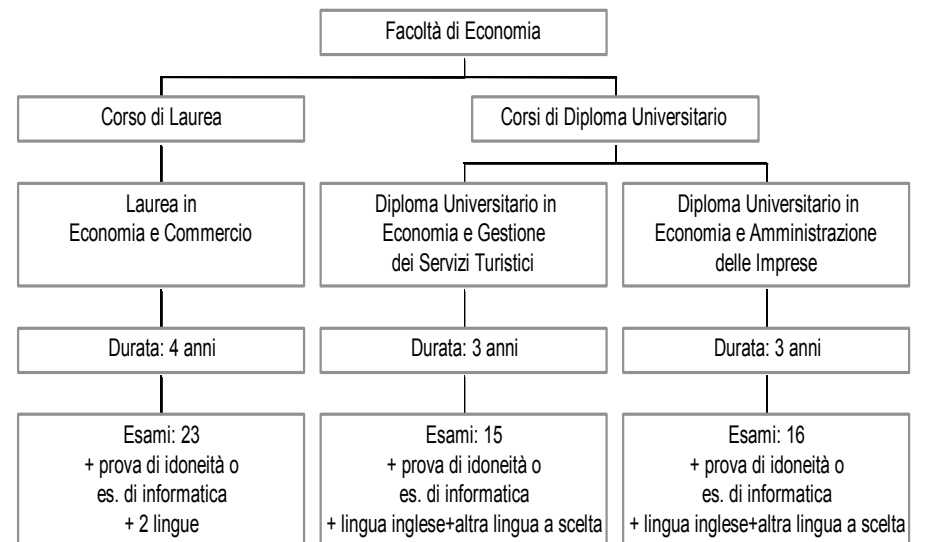 Facoltà di Economia
Corso di Laurea
Corsi di Diploma Universitario
Laurea in
Economia e Commercio
Diploma Universitario in
Economia e Gestione
dei Servizi Turistici
Diploma Universitario in
Economia e Amministrazione
delle Imprese
Durata: 4 anni
Durata: 3 anni
Durata: 3 anni
Esami: 23
+ prova di idoneità o
es. di informatica
+ 2 lingue
Esami: 15
+ prova di idoneità o
es. di informatica
+ lingua inglese+altra lingua a scelta
Esami: 16
+ prova di idoneità o
es. di informatica
+ lingua inglese+altra lingua a scelta